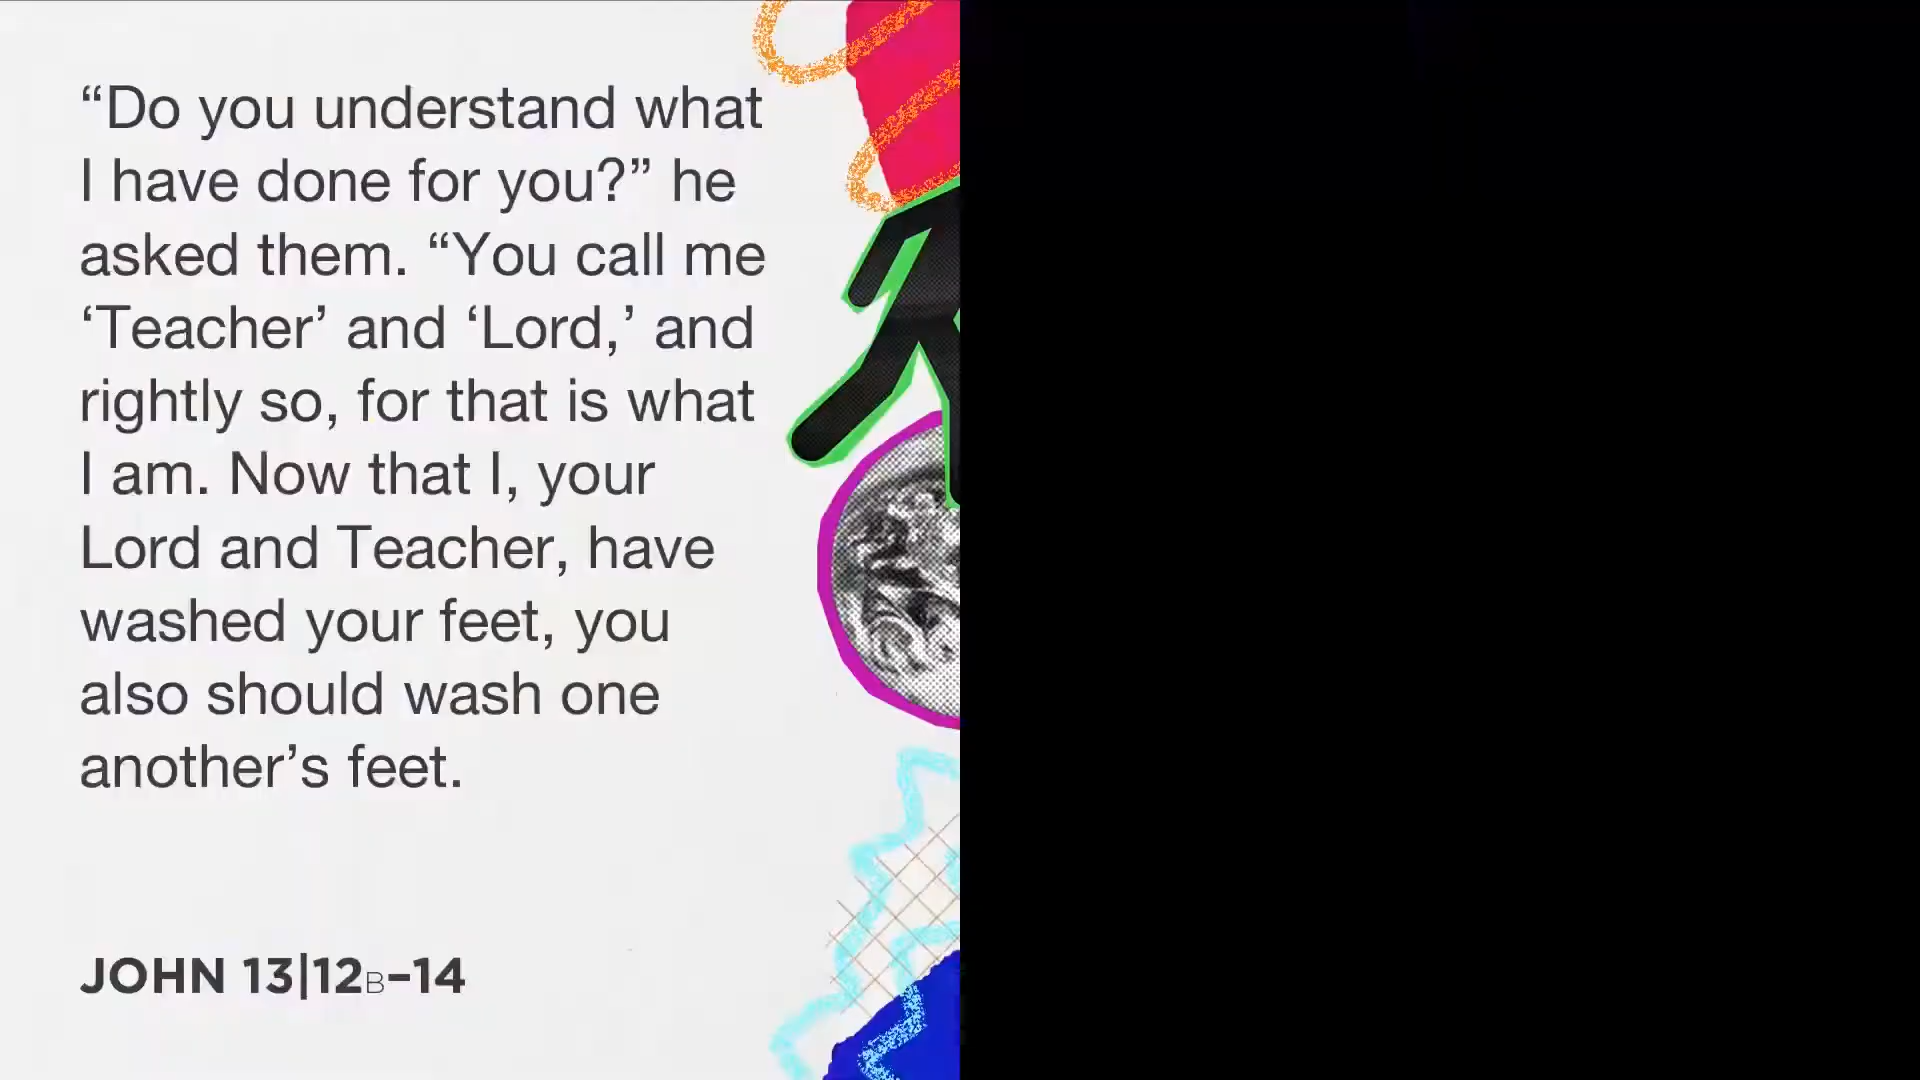 “Do you understand what
I have done for you?” he
asked them. “You call me
‘Teacher’ and ‘Lord,’ and
rightly so, for that is what
I am. Now that I, your
Lord and Teacher, have
washed your feet, you
also should wash one
another’s feet.
JOHN 13|12B–14